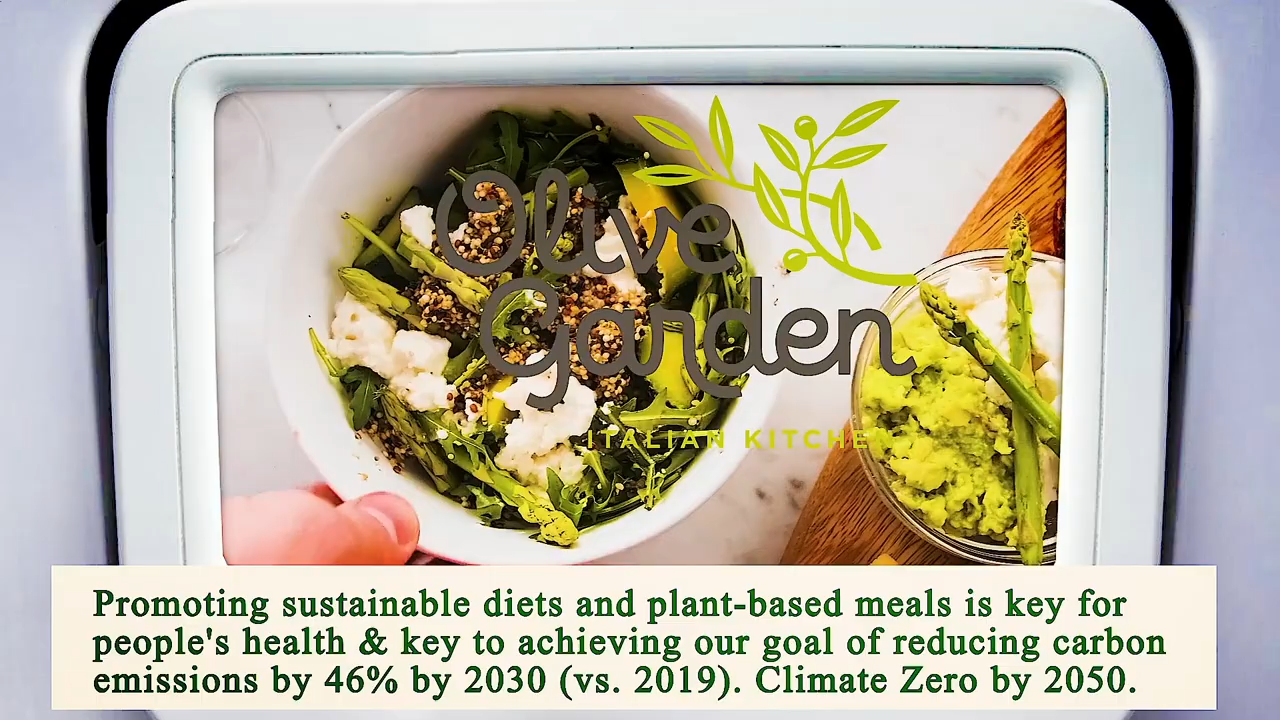 Olive
Garden
ITALIAN KITCHEN
Promoting sustainable diets and plant-based meals is key for
people's health & key to achieving our goal of reducing carbon
emissions by 46% by 2030 (vs. 2019). Climate Zero by 2050.